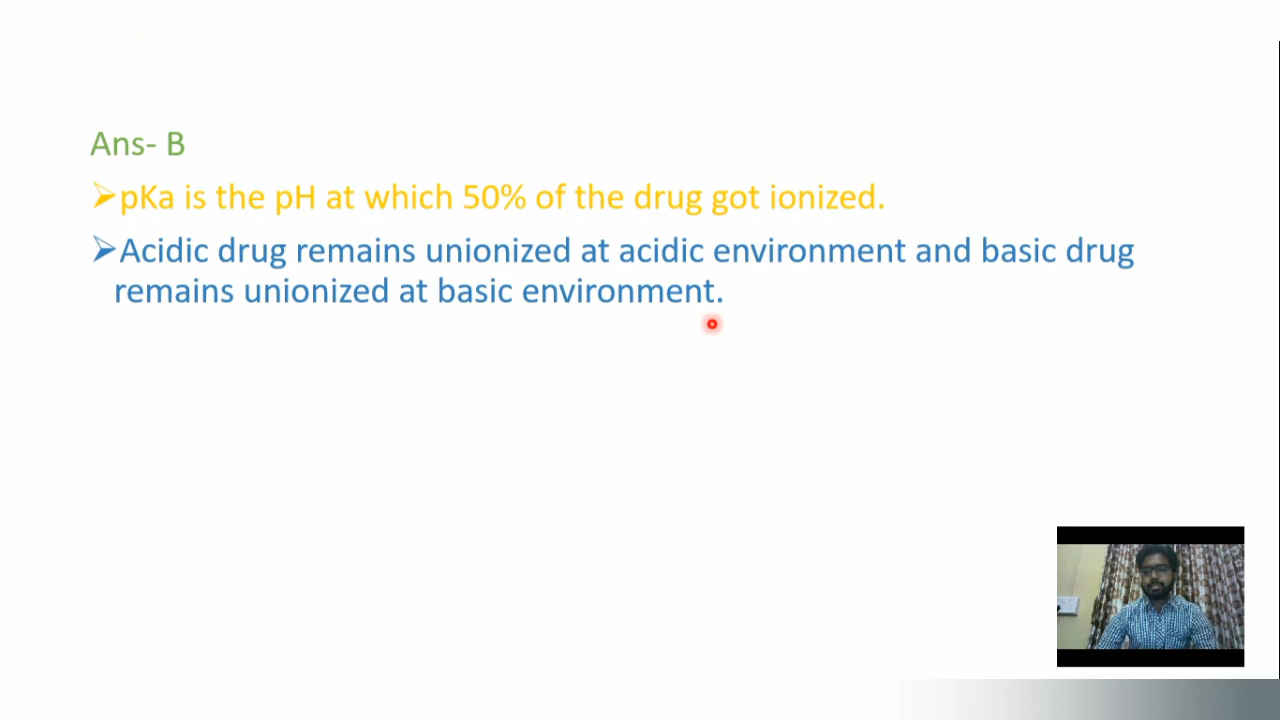 Ans- B
➢pKa is the pH at which 50% of the drug got ionized.
➢Acidic drug remains unionized at acidic environment and basic drug
remains unionized at basic environment.